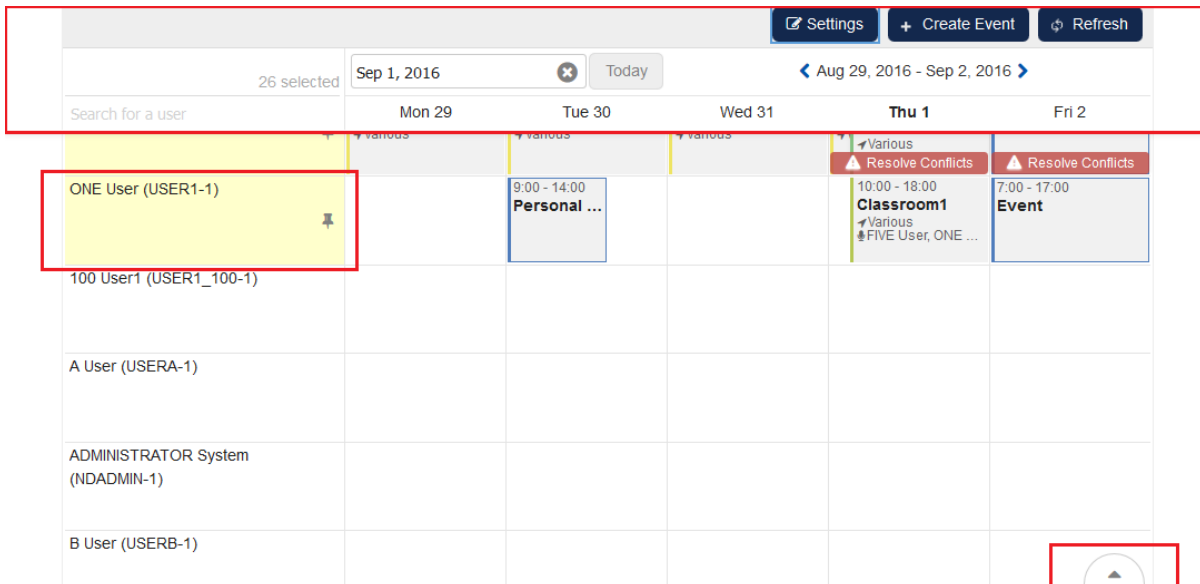 Settings
+ Create Event
Refresh
26 selected
Sep 1, 2016
Today
Aug 29, 2016 - Sep 2, 2016
Search for a user
Mon 29
Tue 30
Wed 31
Thu 1
Fri 2
Various
Various
Various
Various
Resolve Conflicts
Resolve Conflicts
ONE User (USER1-1)
9:00 - 14:00
Personal ...
10:00 - 18:00
Classroom1
Various
FIVE User, ONE ...
7:00 - 17:00
Event
100 User1 (USER1_100-1)
A User (USERA-1)
ADMINISTRATOR System
(NDADMIN-1)
B User (USERB-1)